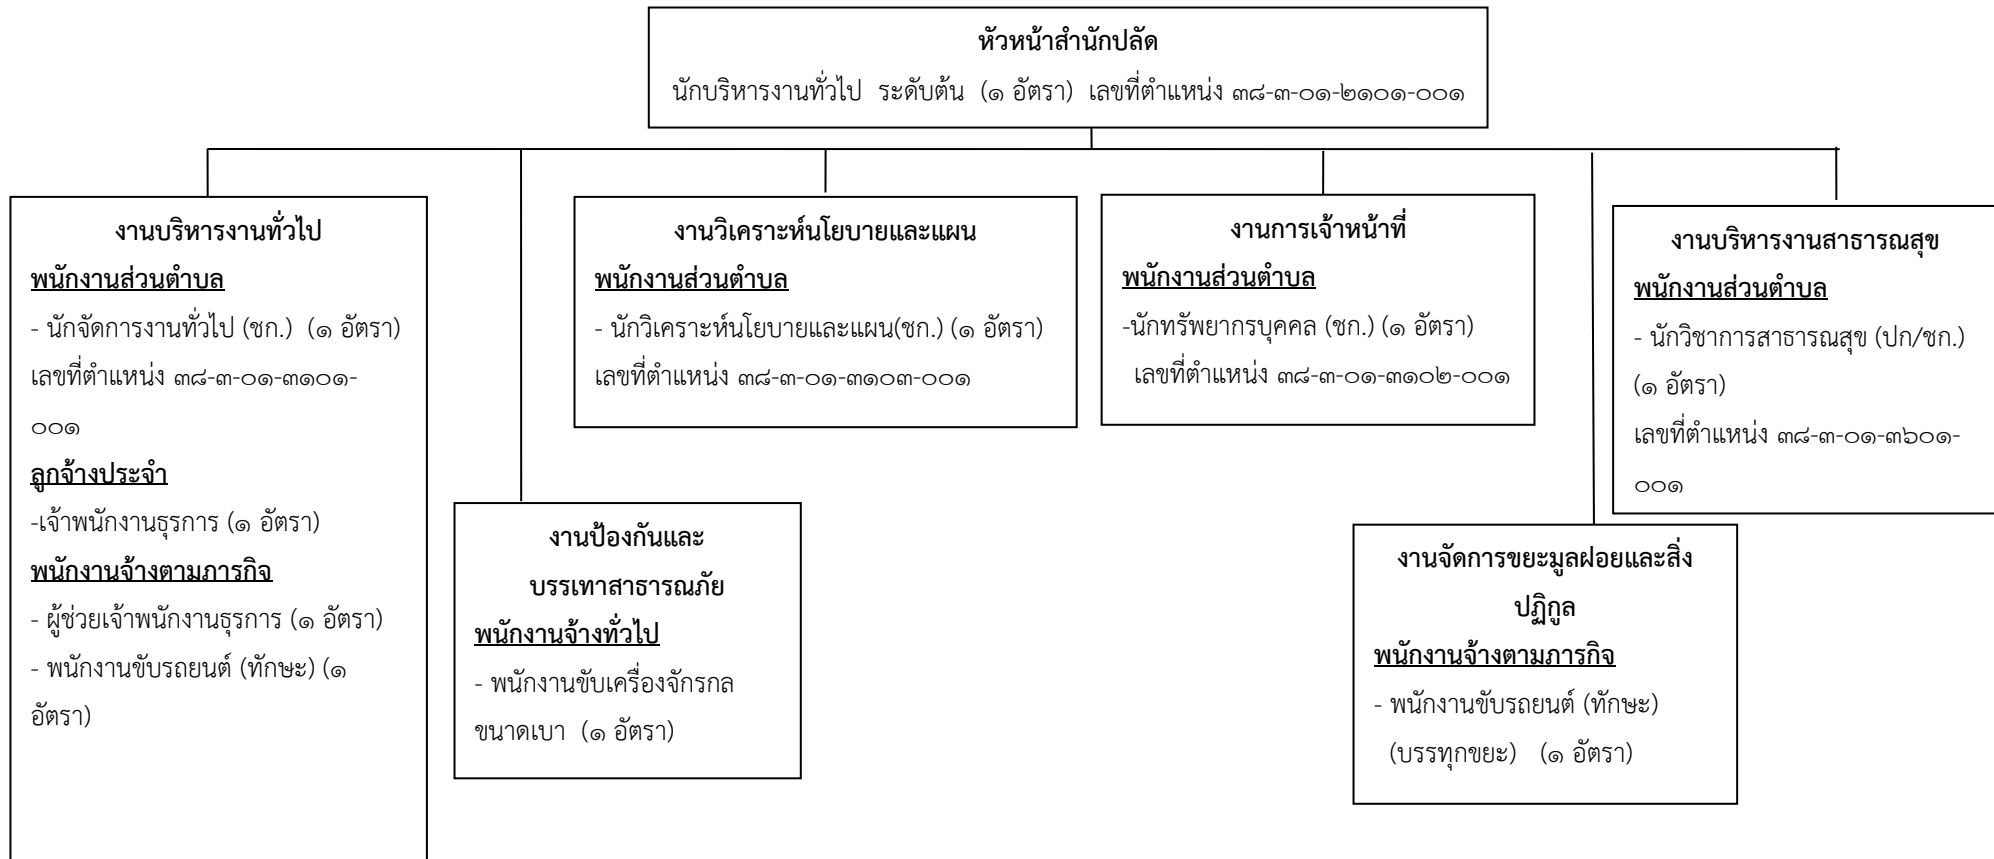 หัวหน้าสำนักปลัด
นักบริหารงานทั่วไป ระดับต้น (๑ อัตรา) เลขที่ตำแหน่ง ๓๘-๓-๐๑-๒๑๐๑-๐๐๑
งานบริหารงานทั่วไป
พนักงานส่วนตำบล
- นักจัดการงานทั่วไป (ชก.) (๑ อัตรา)
เลขที่ตำแหน่ง ๓๘-๓-๐๑-๓๑๐๑-
๐๐๑
ลูกจ้างประจำ
-เจ้าพนักงานธุรการ (๑ อัตรา)
พนักงานจ้างตามภารกิจ
- ผู้ช่วยเจ้าพนักงานธุรการ (๑ อัตรา)
- พนักงานขับรถยนต์ (ทักษะ) (๑
อัตรา)
งานป้องกันและ
บรรเทาสาธารณภัย
พนักงานจ้างทั่วไป
- พนักงานขับเครื่องจักรกล
ขนาดเบา (๑ อัตรา)
งานวิเคราะห์นโยบายและแผน
พนักงานส่วนตำบล
- นักวิเคราะห์นโยบายและแผน(ชก.) (๑ อัตรา)
เลขที่ตำแหน่ง ๓๘-๓-๐๑-๓๑๐๓-๐๐๑
งานการเจ้าหน้าที่
พนักงานส่วนตำบล
-นักทรัพยากรบุคคล (ชก.) (๑ อัตรา)
เลขที่ตำแหน่ง ๓๘-๓-๐๑-๓๑๐๒-๐๐๑
งานจัดการขยะมูลฝอยและสิ่ง
ปฏิกูล
พนักงานจ้างตามภารกิจ
- พนักงานขับรถยนต์ (ทักษะ)
(บรรทุกขยะ) (๑ อัตรา)
งานบริหารงานสาธารณสุข
พนักงานส่วนตำบล
- นักวิชาการสาธารณสุข (ปก/ชก.)
(๑ อัตรา)
เลขที่ตำแหน่ง ๓๘-๓-๐๑-๓๖๐๑-
๐๐๑